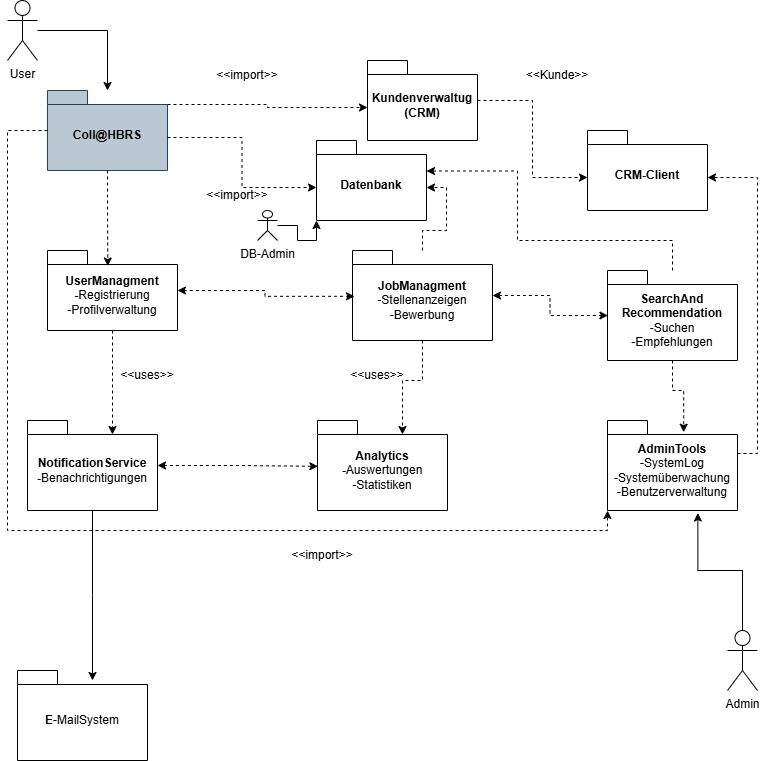 User
<<import>>
<<Kunde>>
Kundenverwaltug
(CRM)
Coll@HBRS
CRM-Client
Datenbank
<<import>>
DB-Admin
UserManagment
-Registrierung
-Profilverwaltung
JobManagment
-Stellenanzeigen
-Bewerbung
SearchAnd
Recommendation
-Suchen
-Empfehlungen
<<uses>>
<<uses>>
NotificationService
-Benachrichtigungen
Analytics
-Auswertungen
-Statistiken
AdminTools
-SystemLog
-Systemüberwachung
-Benutzerverwaltung
<<import>>
E-MailSystem
Admin